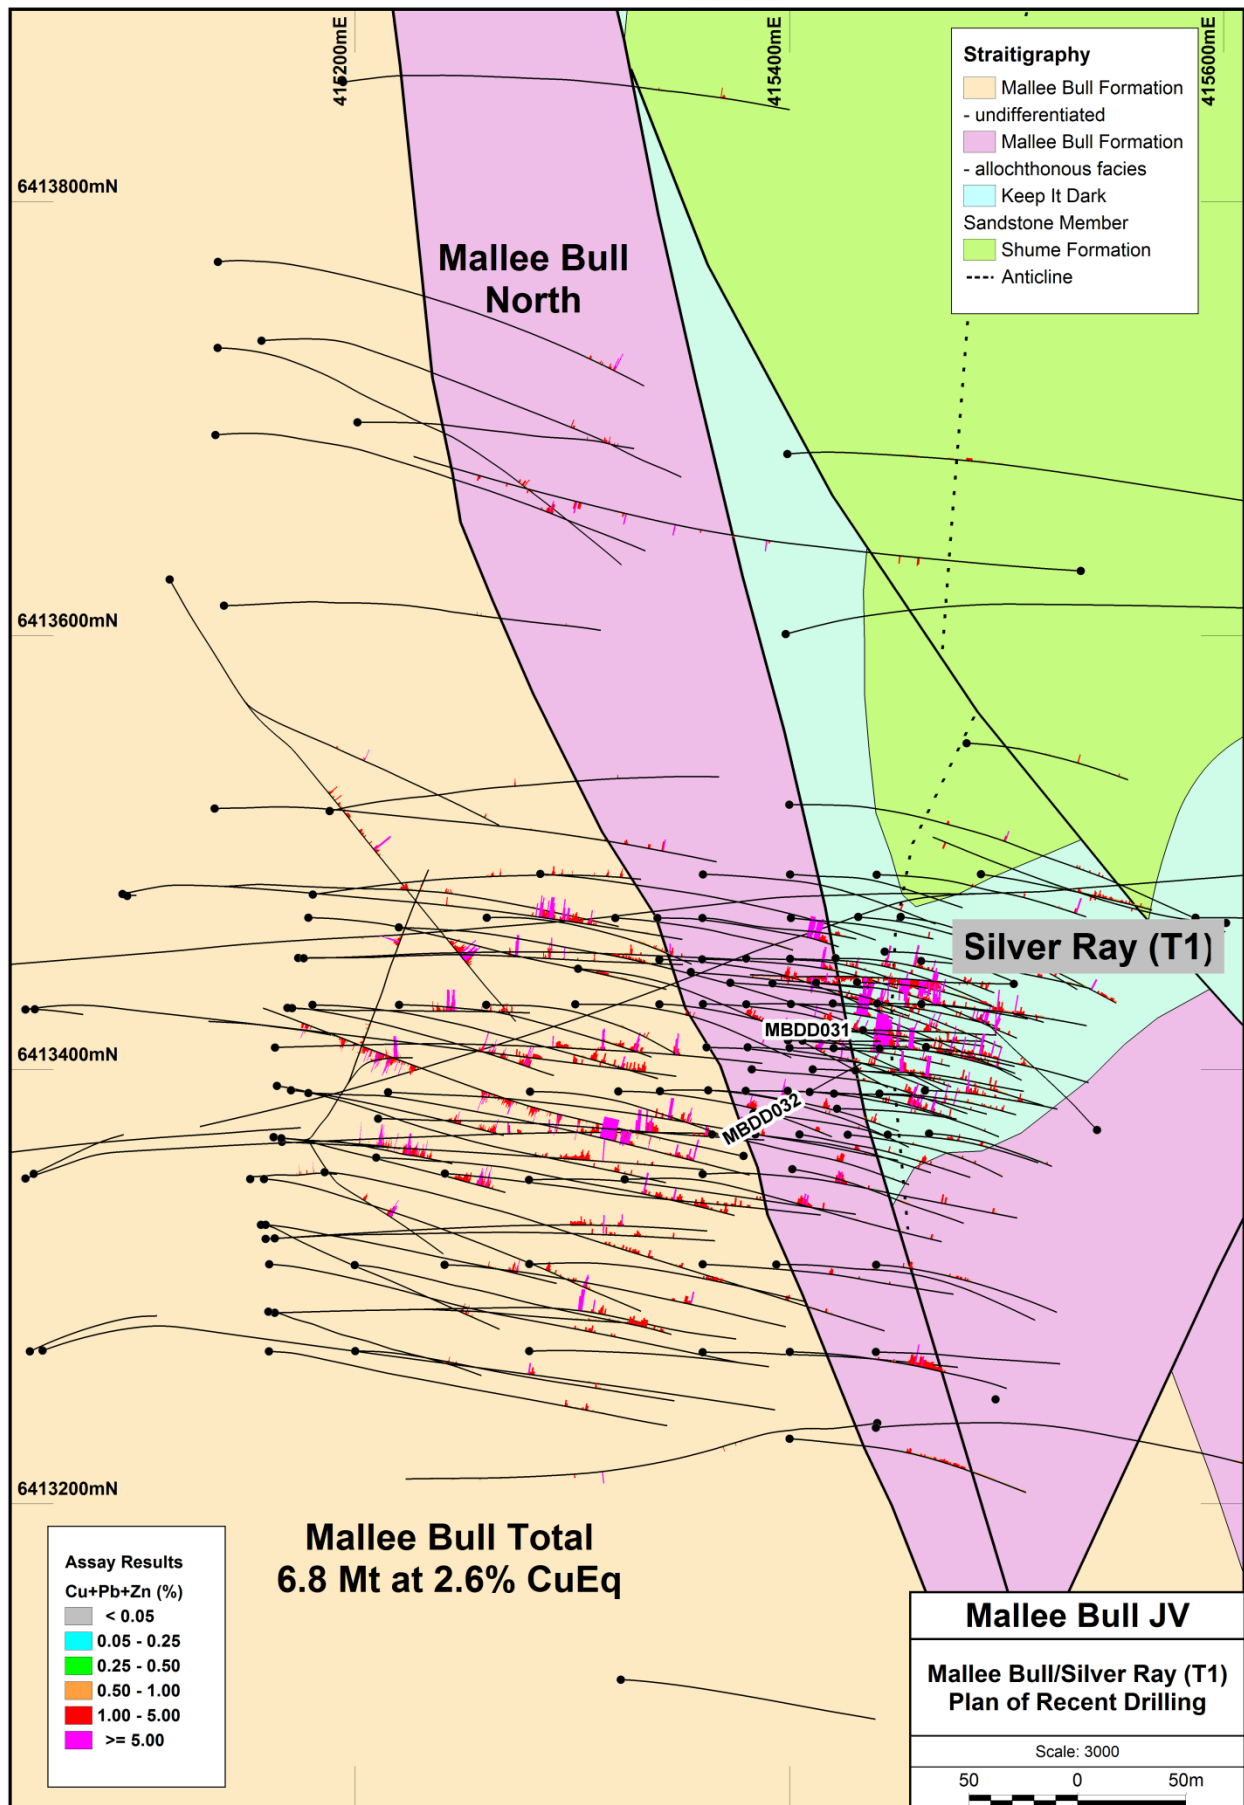 415200mE
415400mE
415600mE
Straitigraphy
Mallee Bull Formation
- undifferentiated
Mallee Bull Formation
- allochthonous facies
Keep It Dark
Sandstone Member
Shume Formation
Anticline
6413800mN
Mallee Bull
North
6413600mN
Silver Ray (T1)
MBDD031
6413400mN
MBDD032
6413200mN
Mallee Bull Total
6.8 Mt at 2.6% CuEq
Assay Results
Cu+Pb+Zn (%)
< 0.05
0.05 - 0.25
0.25 - 0.50
0.50 - 1.00
1.00 - 5.00
>= 5.00
Mallee Bull JV
Mallee Bull/Silver Ray (T1)
Plan of Recent Drilling
Scale: 3000
50 0 50m